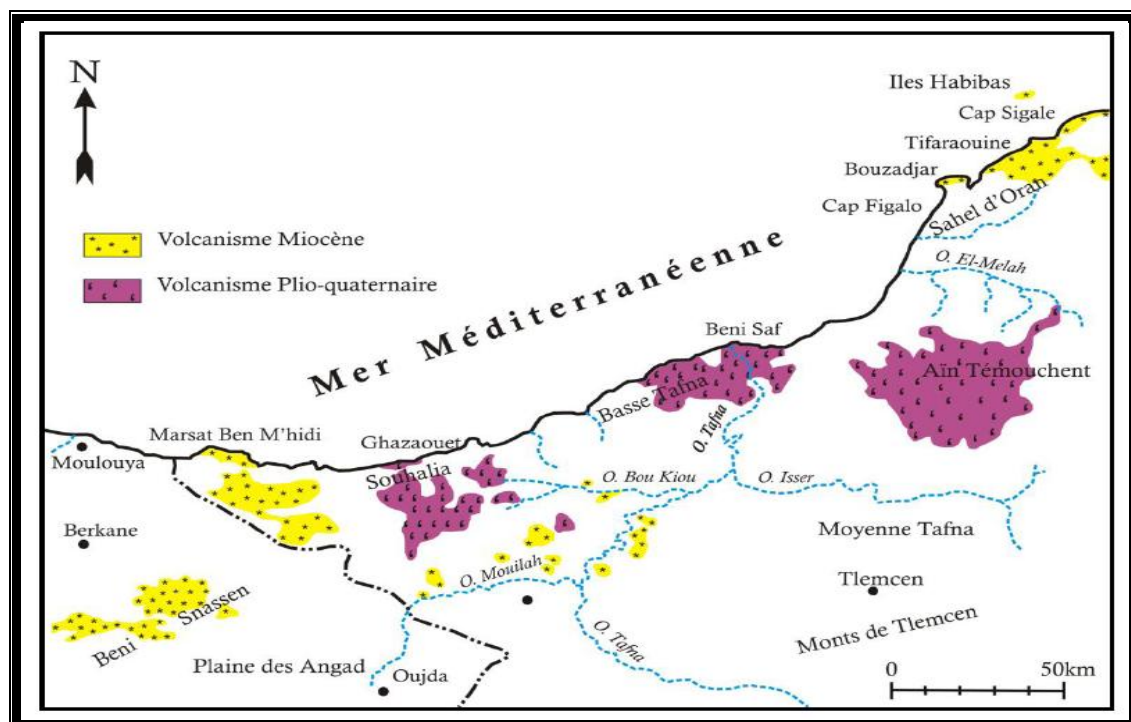 N
Iles Habibas
Cap Sigale
Tifaraouine
Bouzadjar
Cap Figalo
Sahel d'Oran
Volcanisme Miocène
Volcanisme Plio-quaternaire
Mer Méditerranéenne
O. El-Melah
Beni Saf
Aïn Témouchent
Basse Tafna
O. Tafna
Marsat Ben M'hidi
Ghazaouet
Moulouya
Souhalia
O. Bou Kiou
O. Isser
Berkane
Moyenne Tafna
O. Mouilah
Tlemcen
Beni Snassen
O. Tafna
Monts de Tlemcen
Plaine des Angad
Oujda
0 50km